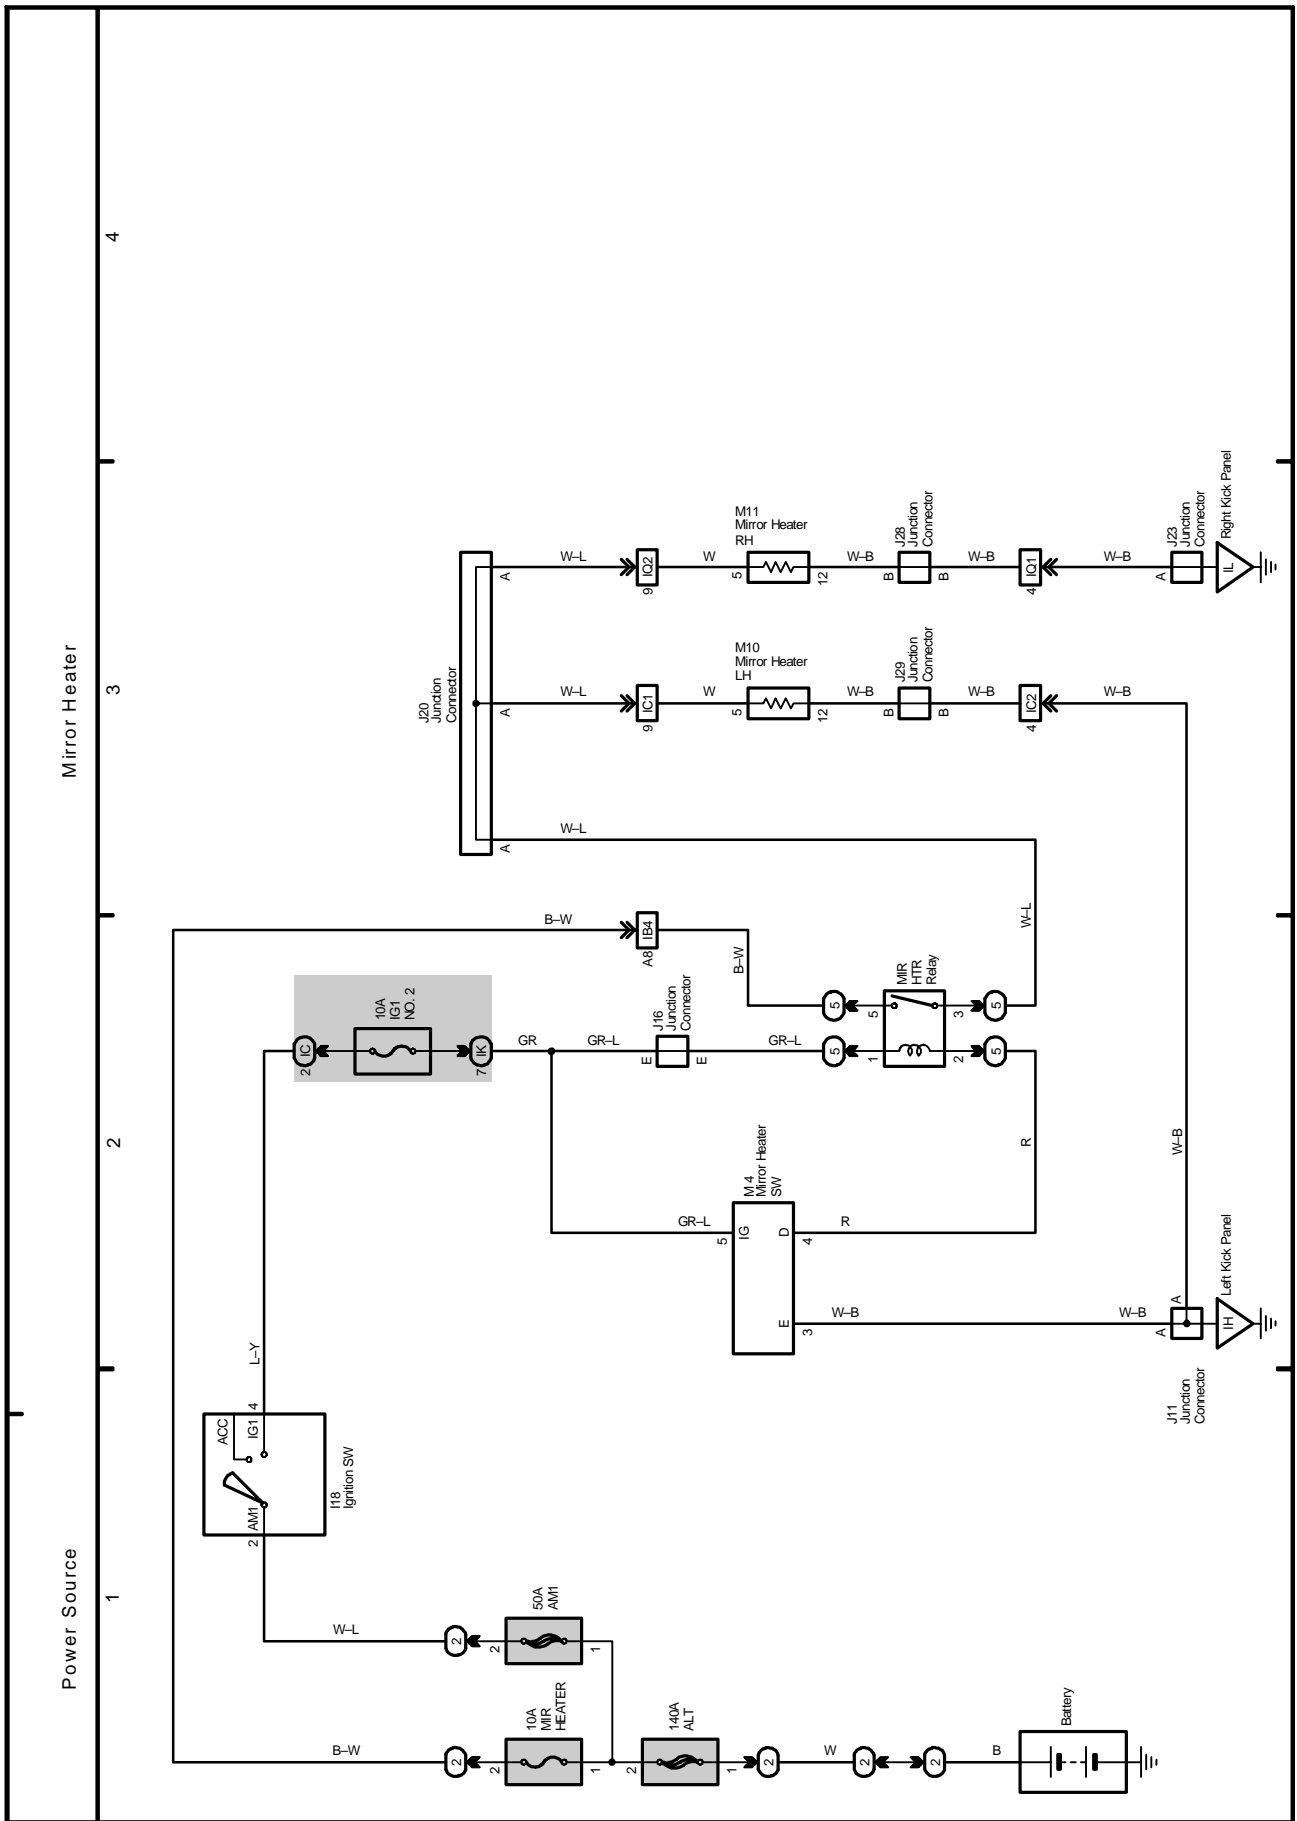 Power Source
Mirror Heater
1
2
3
4
B–W
W–L
2
2
2
2
10A
MIR
HEATER
50A
AM1
1
1
2
140A
ALT
1
2
W
2
2
B
Battery
2
AM1
ACC
IG1
4
I18
Ignition SW
L–Y
2
IC
10A
IG1
NO. 2
7
IK
GR
GR–L
GR–L
E
E
J16
Junction
Connector
GR–L
5
5
IG
M 4
Mirror Heater
SW
E
D
3
4
W–B
R
R
W–B
A
A
J11
Junction
Connector
IH
Left Kick Panel
W–B
B–W
A8
IB4
B–W
5
1
5
MIR
HTR
Relay
2
3
5
5
W–L
W–L
J20
Junction
Connector
A
A
A
W–L
W–L
9
IC1
9
IQ2
W
W
5
M10
Mirror Heater
LH
12
5
M11
Mirror Heater
RH
12
W–B
W–B
B
B
J29
Junction
Connector
B
B
J28
Junction
Connector
W–B
W–B
4
IC2
4
IQ1
W–B
W–B
A
J23
Junction
Connector
IL
Right Kick Panel